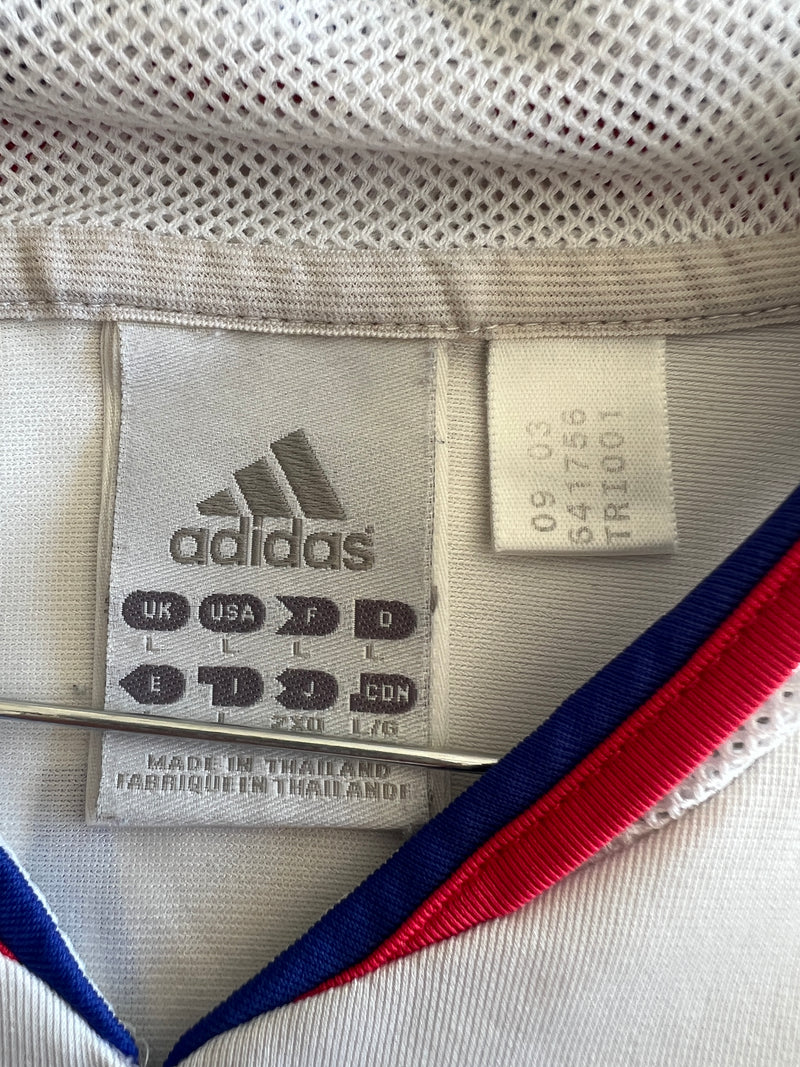 adidas
UK USA F D
L L L L
E I J CDN
L 2XO L/G
MADE IN THAILAND
FABRIQUE EN THAILANDE
09/03
641756
TRI001